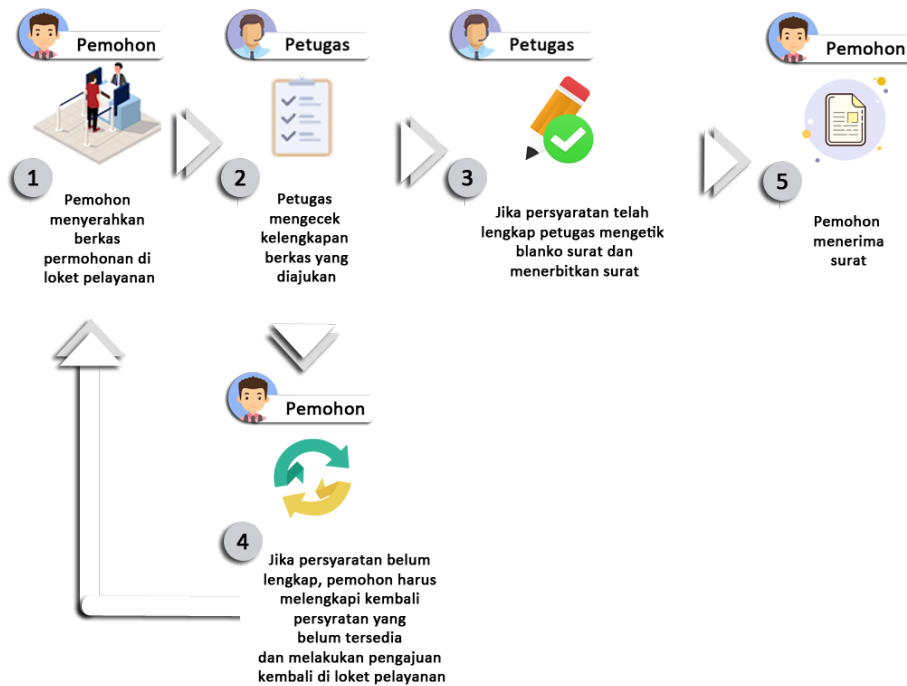 Pemohon
1
Pemohon
menyerahkan
berkas
permohonan di
loket pelayanan
Petugas
2
Petugas
mengecek
kelengkapan
berkas yang
diajukan
Petugas
3
Jika persyaratan telah
lengkap petugas mengetik
blanko surat dan
menerbitkan surat
Pemohon
5
Pemohon
menerima
surat
Pemohon
4
Jika persyaratan belum
lengkap, pemohon harus
melengkapi kembali
persyratan yang
belum tersedia
dan melakukan pengajuan
kembali di loket pelayanan